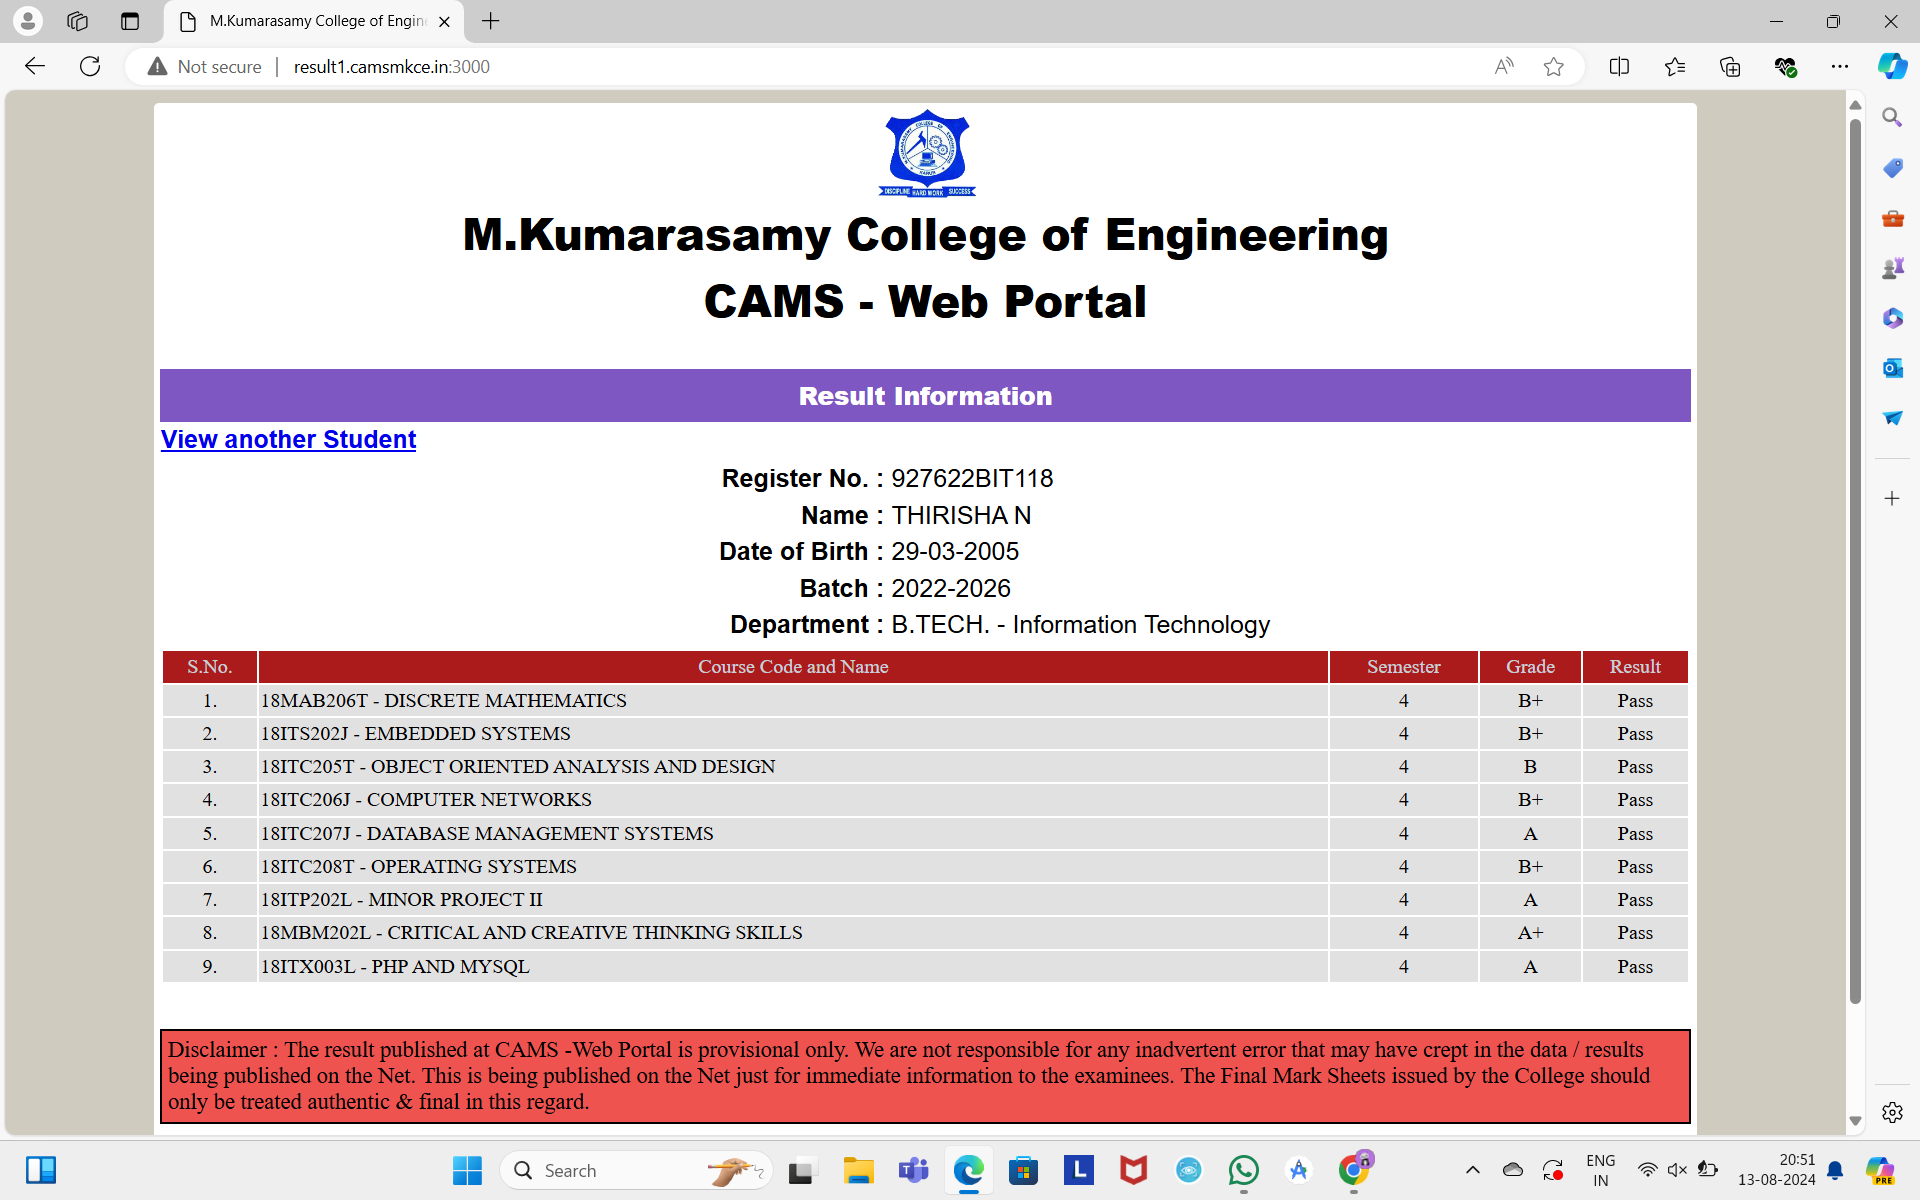 M.Kumarasamy College of Engin
Not secure | result1.camsmkce.in:3000
M.KUMARASAMY COLLEGE OF ENGINEERING
KARUR
DISCIPLINE HARD WORK SUCCESS
M.Kumarasamy College of Engineering
CAMS - Web Portal
Result Information
View another Student
Register No. : 927622BIT118
Name : THIRISHA N
Date of Birth : 29-03-2005
Batch : 2022-2026
Department : B.TECH. - Information Technology
S.No. Course Code and Name Semester Grade Result
1. 18MAB206T - DISCRETE MATHEMATICS 4 B+ Pass
2. 18ITS202J - EMBEDDED SYSTEMS 4 B+ Pass
3. 18ITC205T - OBJECT ORIENTED ANALYSIS AND DESIGN 4 B Pass
4. 18ITC206J - COMPUTER NETWORKS 4 B+ Pass
5. 18ITC207J - DATABASE MANAGEMENT SYSTEMS 4 A Pass
6. 18ITC208T - OPERATING SYSTEMS 4 B+ Pass
7. 18ITP202L - MINOR PROJECT II 4 A Pass
8. 18MBM202L - CRITICAL AND CREATIVE THINKING SKILLS 4 A+ Pass
9. 18ITX003L - PHP AND MYSQL 4 A Pass
Disclaimer : The result published at CAMS -Web Portal is provisional only. We are not responsible for any inadvertent error that may have crept in the data / results
being published on the Net. This is being published on the Net just for immediate information to the examinees. The Final Mark Sheets issued by the College should
only be treated authentic & final in this regard.
Search
L
ENG
IN
20:51
13-08-2024
PRE